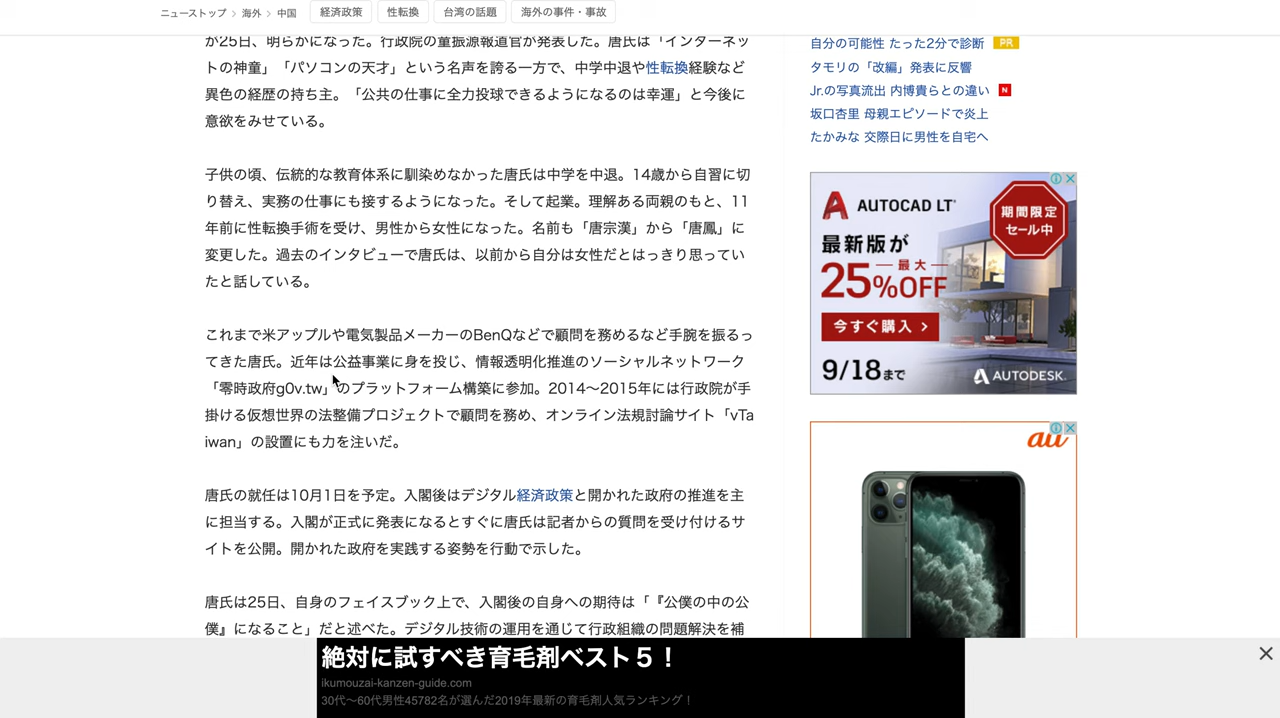 ニューストップ › 海外 › 中国 経済政策 性転換 台湾の話題 海外の事件・事故
が25日、明らかになった。行政院の童振源報道官が発表した。唐氏は「インターネッ
トの神童」「パソコンの天才」という名声を誇る一方で、中学中退や性転換経験など
異色の経歴の持ち主。「公共の仕事に全力投球できるようになるのは幸運」と今後に
意欲をみせている。
子供の頃、伝統的な教育体系に馴染めなかった唐氏は中学を中退。14歳から自習に切
り替え、実務の仕事にも接するようになった。そして起業。理解ある両親のもと、11
年前に性転換手術を受け、男性から女性になった。名前も「唐宗漢」から「唐鳳」に
変更した。過去のインタビューで唐氏は、以前から自分は女性だとはっきり思ってい
たと話している。
これまで米アップルや電気製品メーカーのBenQなどで顧問を務めるなど手腕を振るっ
てきた唐氏。近年は公益事業に身を投じ、情報透明化推進のソーシャルネットワーク
「零時政府g0v.tw」のプラットフォーム構築に参加。2014〜2015年には行政院が手
掛ける仮想世界の法整備プロジェクトで顧問を務め、オンライン法規討論サイト「vTa
iwan」の設置にも力を注いだ。
唐氏の就任は10月1日を予定。入閣後はデジタル経済政策と開かれた政府の推進を主
に担当する。入閣が正式に発表になるとすぐに唐氏は記者からの質問を受け付けるサ
イトを公開。開かれた政府を実践する姿勢を行動で示した。
唐氏は25日、自身のフェイスブック上で、入閣後の自身への期待は「『公僕の中の公
僕』になること」だと述べた。デジタル技術の運用を通じて行政組織の問題解決を補
自分の可能性 たった2分で診断 PR
タモリの「改編」発表に反響
Jr.の写真流出 内博貴らとの違い N
坂口杏里 母親エピソードで炎上
たかみな 交際日に男性を自宅へ
A AUTOCAD LT
期間限定
セール中
最新版が
最大
25%OFF
今すぐ購入 ›
9/18まで
A AUTODESK.
au
絶対に試すべき育毛剤ベスト５！
ikumouzai-kanzen-guide.com
30代〜60代男性45782名が選んだ2019年最新の育毛剤人気ランキング！